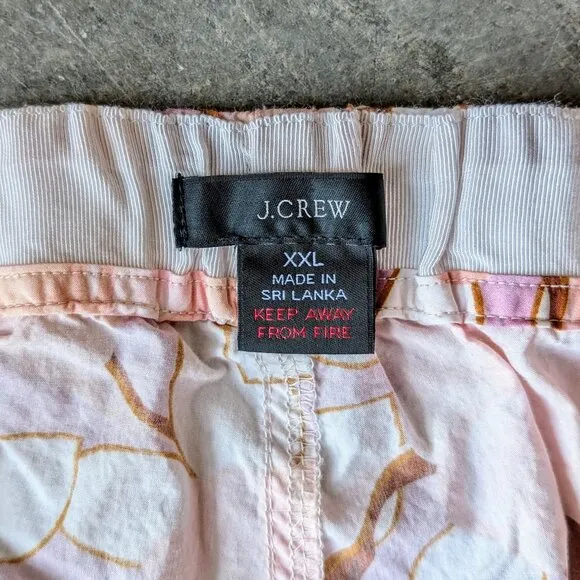 J.CREW
XXL
MADE IN
SRI LANKA
KEEP AWAY
FROM FIRE